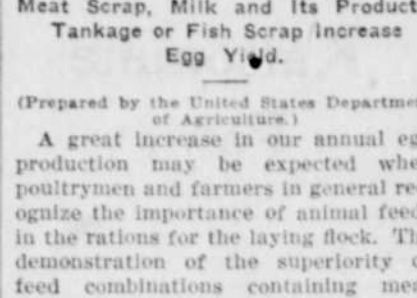 Meat Scrap, Milk and Its Product
Tankage or Fish Scrap Increase
Egg Yield.
(Prepared by the United States Departme
of Agriculture.)
A great increase in our annual eg
production may be expected whe
poultrymen and farmers in general re
ognize the importance of animal feed
in the rations for the laying flock. Th
demonstration of the superiority o
feed combinations containing mea